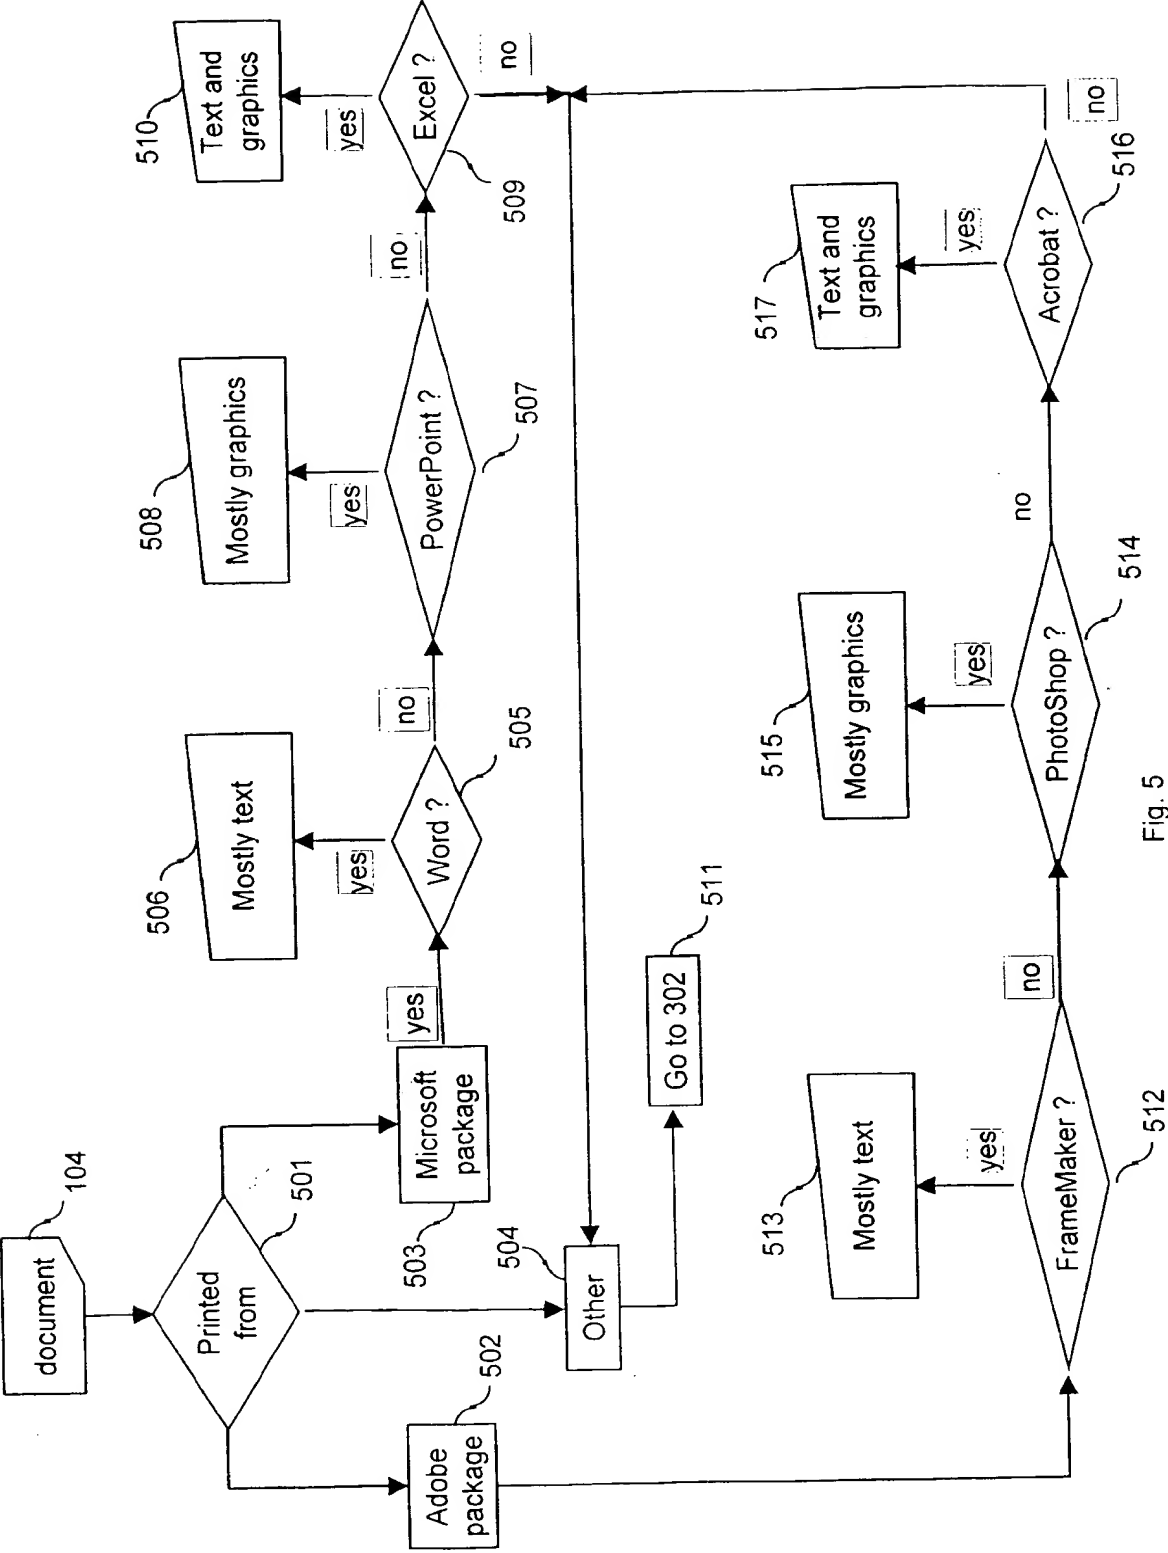 document
104
Printed
from
501
Adobe
package
502
Microsoft
package
503
Other
504
yes
Word ?
505
yes
Mostly text
506
no
PowerPoint ?
507
yes
Mostly graphics
508
no
Excel ?
509
yes
Text and
graphics
510
no
Go to 302
511
FrameMaker ?
512
yes
Mostly text
513
no
PhotoShop ?
514
yes
Mostly graphics
515
no
Acrobat ?
516
yes
Text and
graphics
517
no
Fig. 5